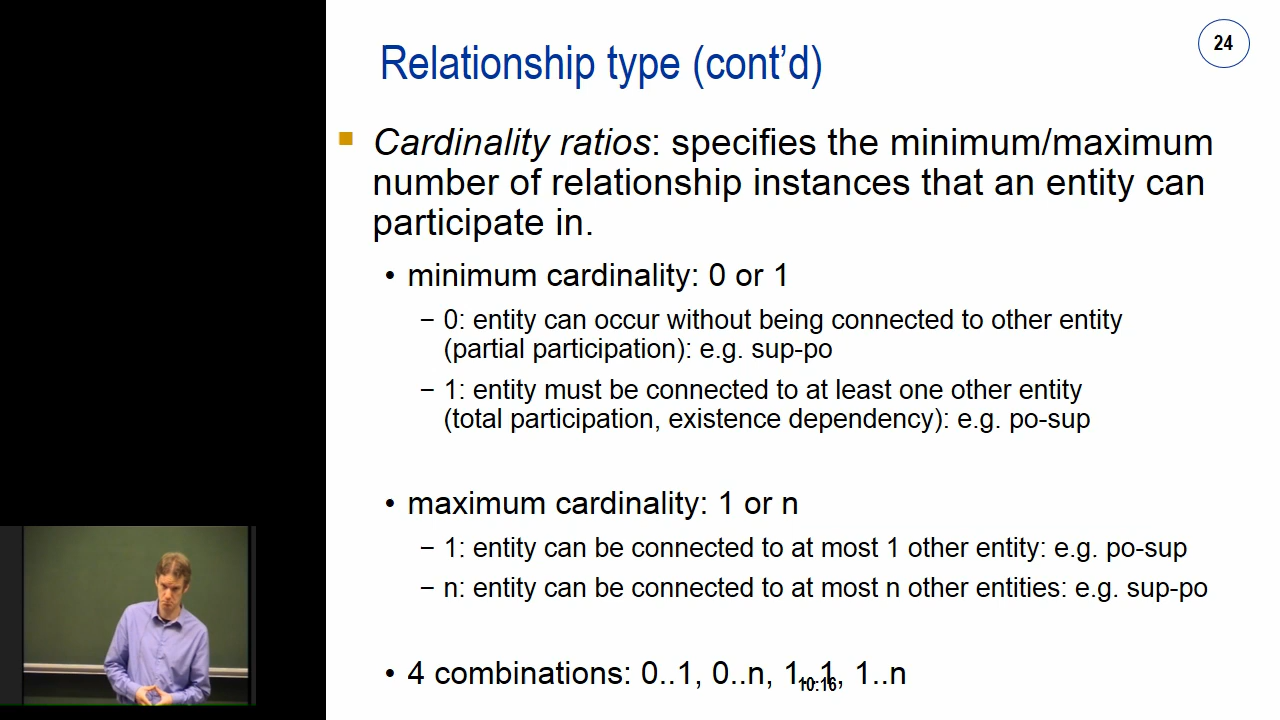 24
Relationship type (cont’d)
Cardinality ratios: specifies the minimum/maximum
number of relationship instances that an entity can
participate in.
• minimum cardinality: 0 or 1
– 0: entity can occur without being connected to other entity
(partial participation): e.g. sup-po
– 1: entity must be connected to at least one other entity
(total participation, existence dependency): e.g. po-sup
• maximum cardinality: 1 or n
– 1: entity can be connected to at most 1 other entity: e.g. po-sup
– n: entity can be connected to at most n other entities: e.g. sup-po
• 4 combinations: 0..1, 0..n, 1..1, 1..n
10:16